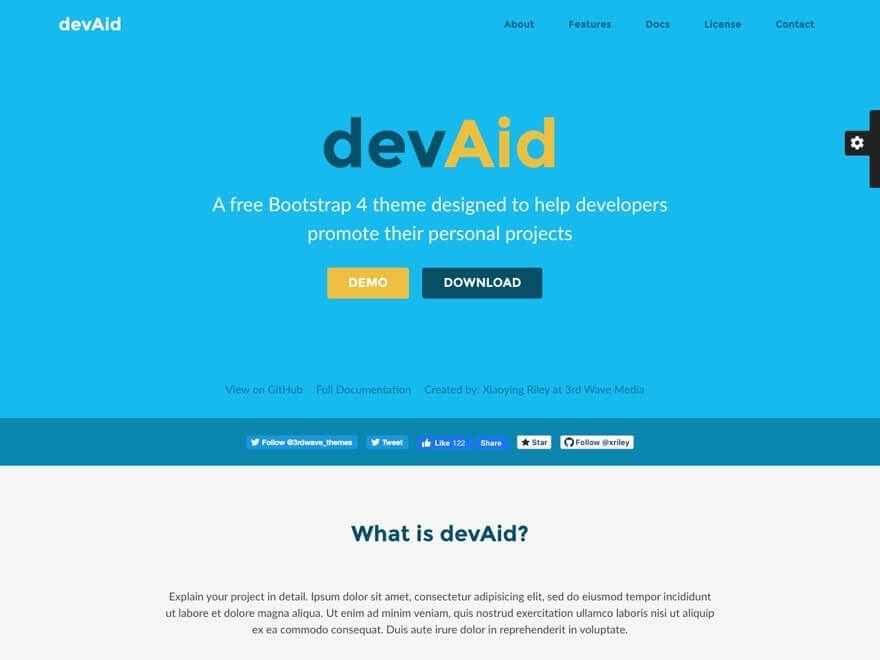 devAid
About Features Docs License Contact
devAid
A free Bootstrap 4 theme designed to help developers
promote their personal projects
DEMO DOWNLOAD
View on GitHub Full Documentation Created by: Xiaoying Riley at 3rd Wave Media
Follow @3rdwave_themes Tweet Like 122 Share Star Follow @xriley
What is devAid?
Explain your project in detail. Ipsum dolor sit amet, consectetur adipisicing elit, sed do eiusmod tempor incididunt
ut labore et dolore magna aliqua. Ut enim ad minim veniam, quis nostrud exercitation ullamco laboris nisi ut aliquip
ex ea commodo consequat. Duis aute irure dolor in reprehenderit in voluptate.